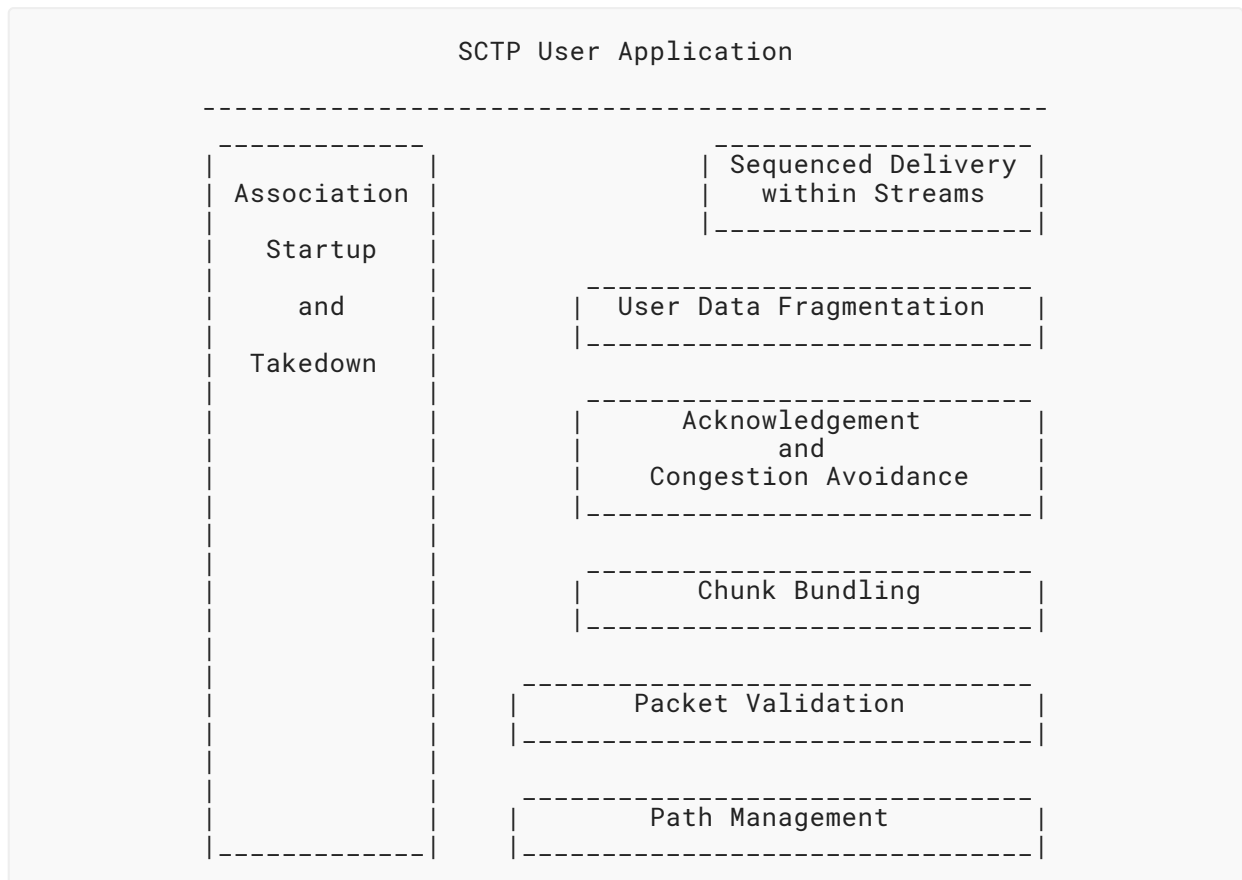 SCTP User Application
Association
Startup
and
Takedown
Sequenced Delivery
within Streams
User Data Fragmentation
Acknowledgement
and
Congestion Avoidance
Chunk Bundling
Packet Validation
Path Management